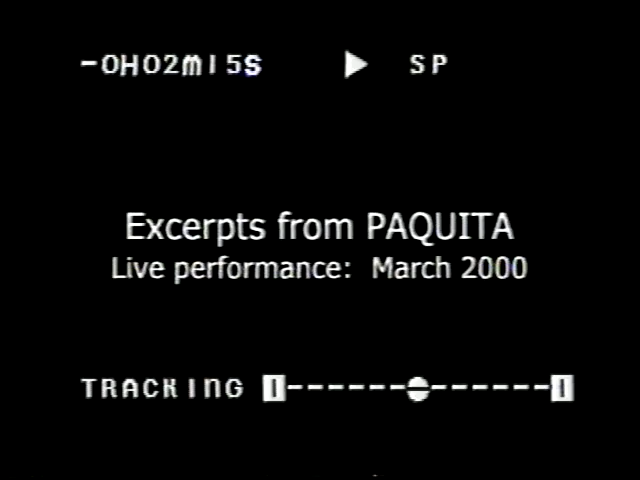 -0H02M15S ▶ SP
Excerpts from PAQUITA
Live performance: March 2000
TRACKING